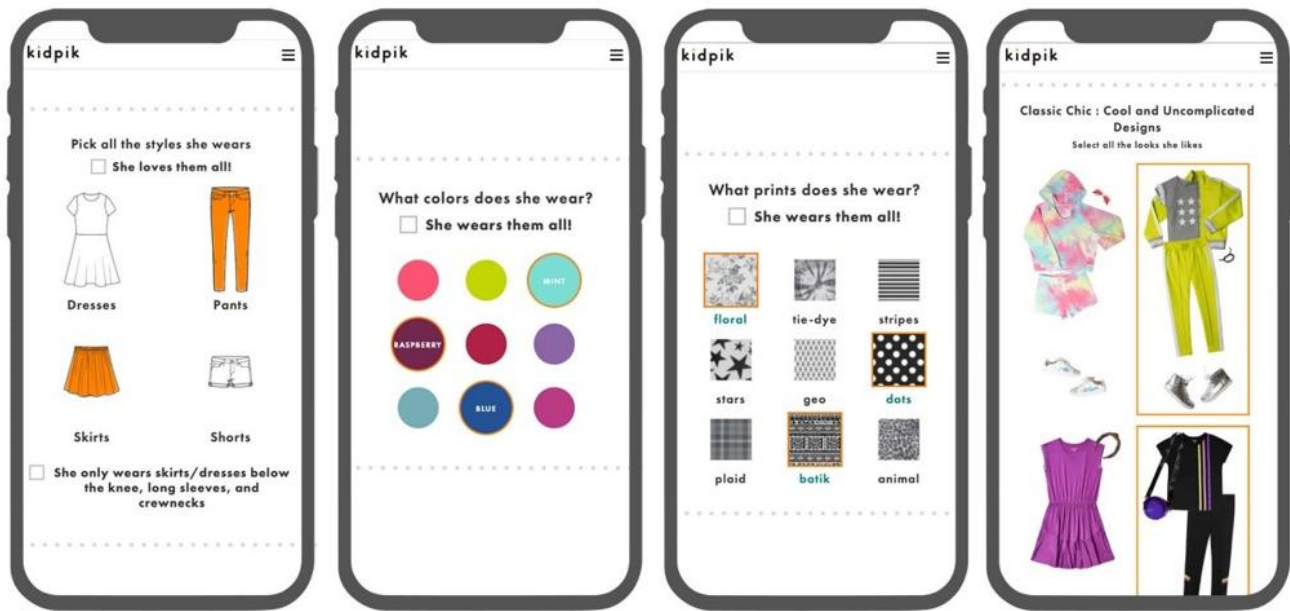 kidpik
Pick all the styles she wears
She loves them all!
Dresses
Pants
Skirts
Shorts
She only wears skirts/dresses below
the knee, long sleeves, and
crewnecks
kidpik
What colors does she wear?
She wears them all!
MINT
RASPBERRY
BLUE
kidpik
What prints does she wear?
She wears them all!
floral
tie-dye
stripes
stars
geo
dots
plaid
batik
animal
kidpik
Classic Chic : Cool and Uncomplicated
Designs
Select all the looks she likes